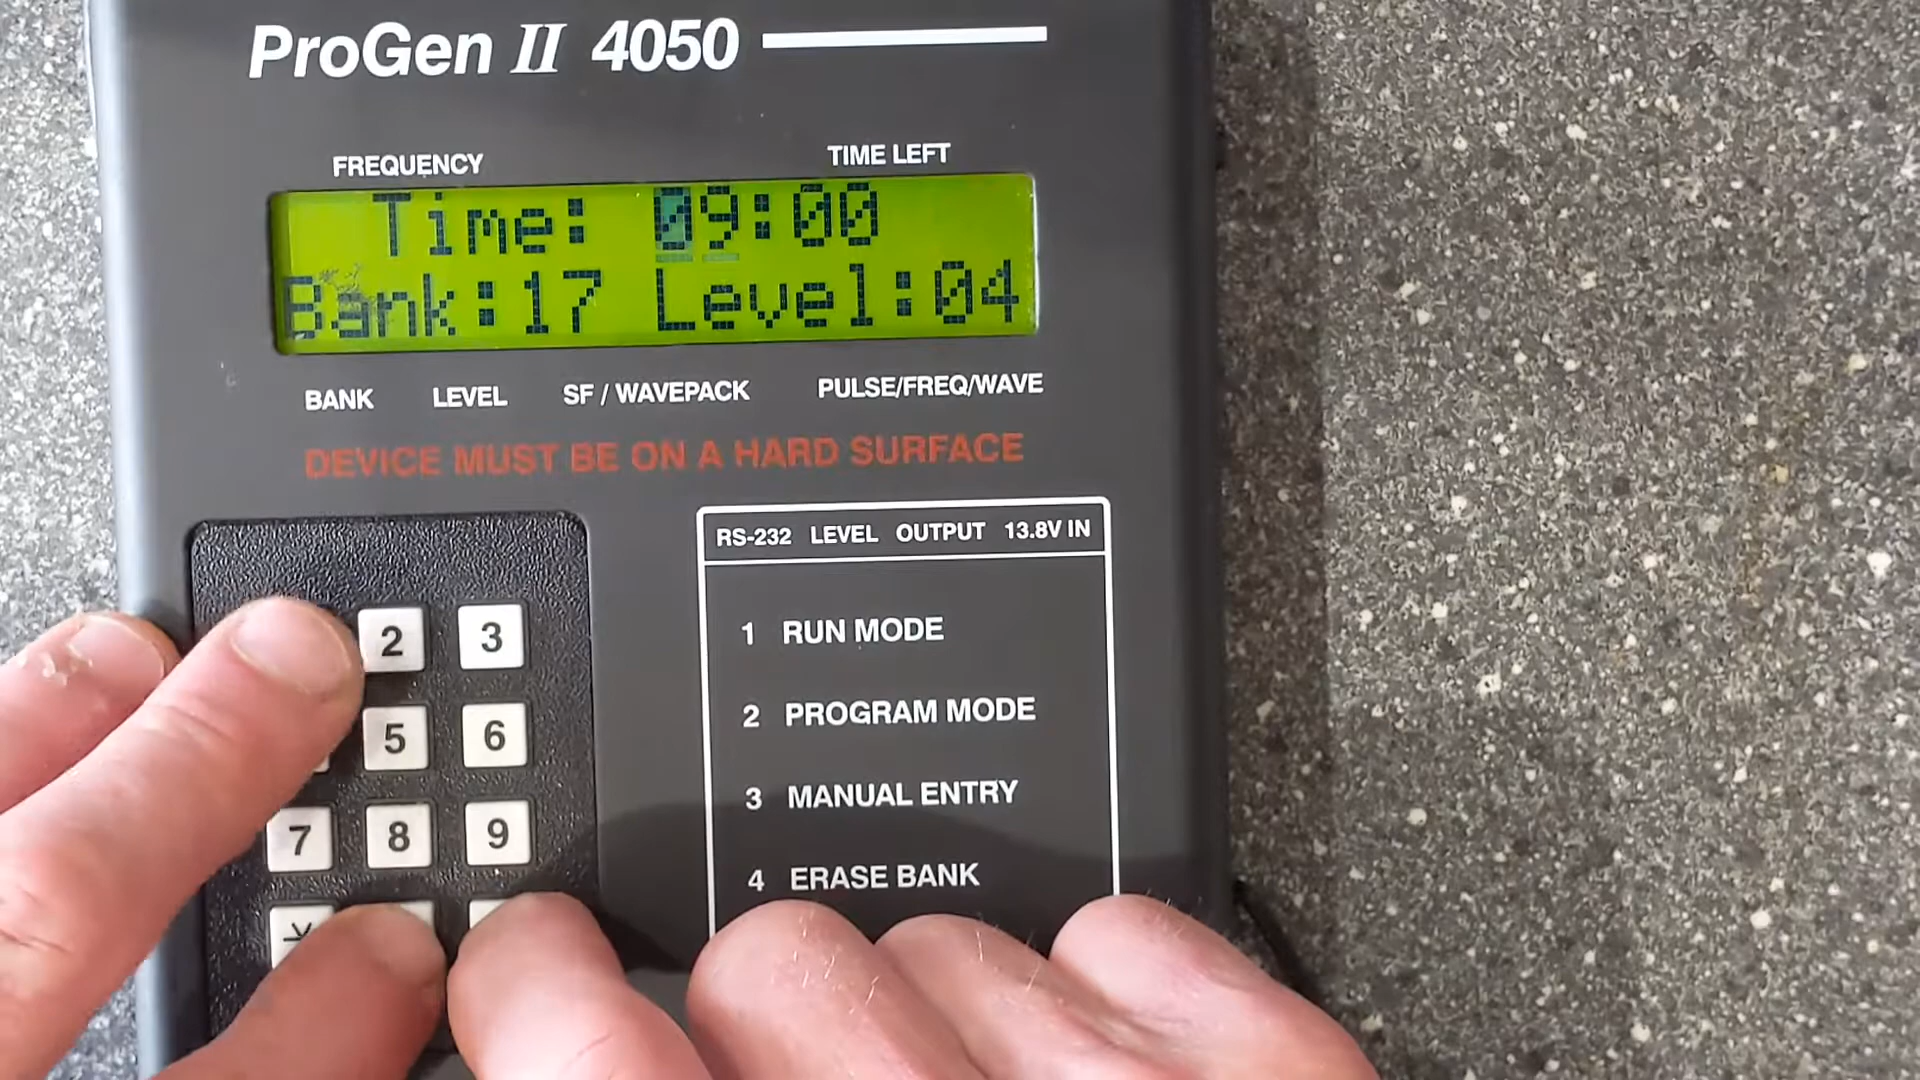 ProGen II 4050
FREQUENCY TIME LEFT
Time: 09:00
Bank:17 Level:04
BANK LEVEL SF / WAVEPACK PULSE/FREQ/WAVE
DEVICE MUST BE ON A HARD SURFACE
RS-232 LEVEL OUTPUT 13.8V IN
1 RUN MODE
2 PROGRAM MODE
3 MANUAL ENTRY
4 ERASE BANK
2 3
5 6
7 8 9